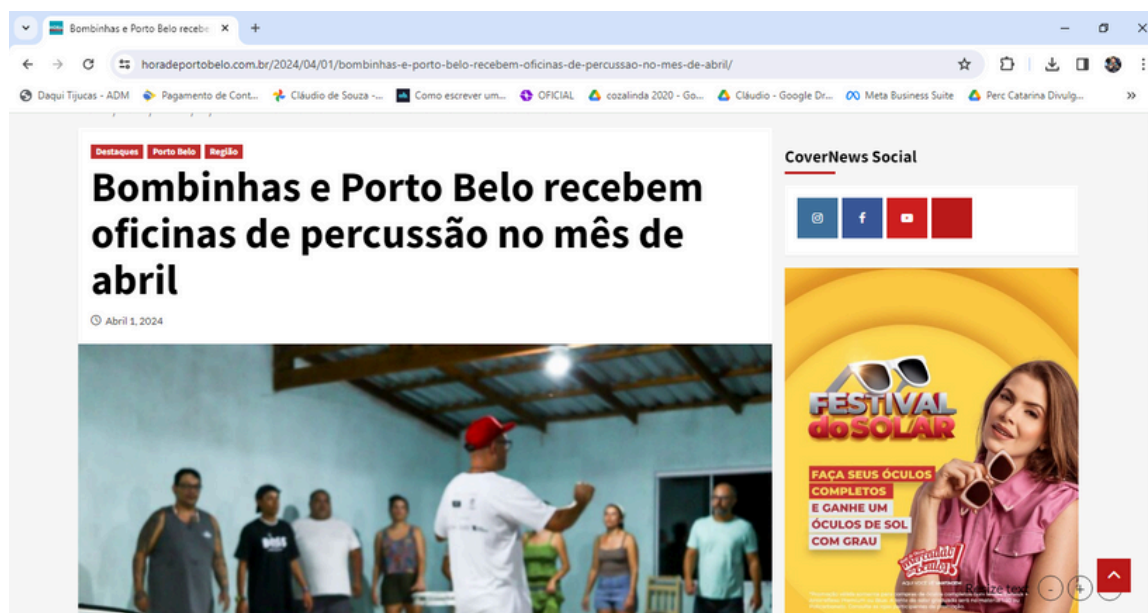 Bombinhas e Porto Belo recebe
horadeportobelo.com.br/2024/04/01/bombinhas-e-porto-belo-recebem-oficinas-de-percussao-no-mes-de-abril/
Daqui Tijucas - ADM
Pagamento de Cont...
Cláudio de Souza -...
Como escrever um...
OFICIAL
cozalinda 2020 - Go...
Cláudio - Google Dr...
Meta Business Suite
Perc Catarina Divulg...
Destaques Porto Belo Região
Bombinhas e Porto Belo recebem
oficinas de percussão no mês de
abril
Abril 1, 2024
BOSS
CoverNews Social
FESTIVAL
do SOLAR
FAÇA SEUS ÓCULOS
COMPLETOS
E GANHE UM
ÓCULOS DE SOL
COM GRAU